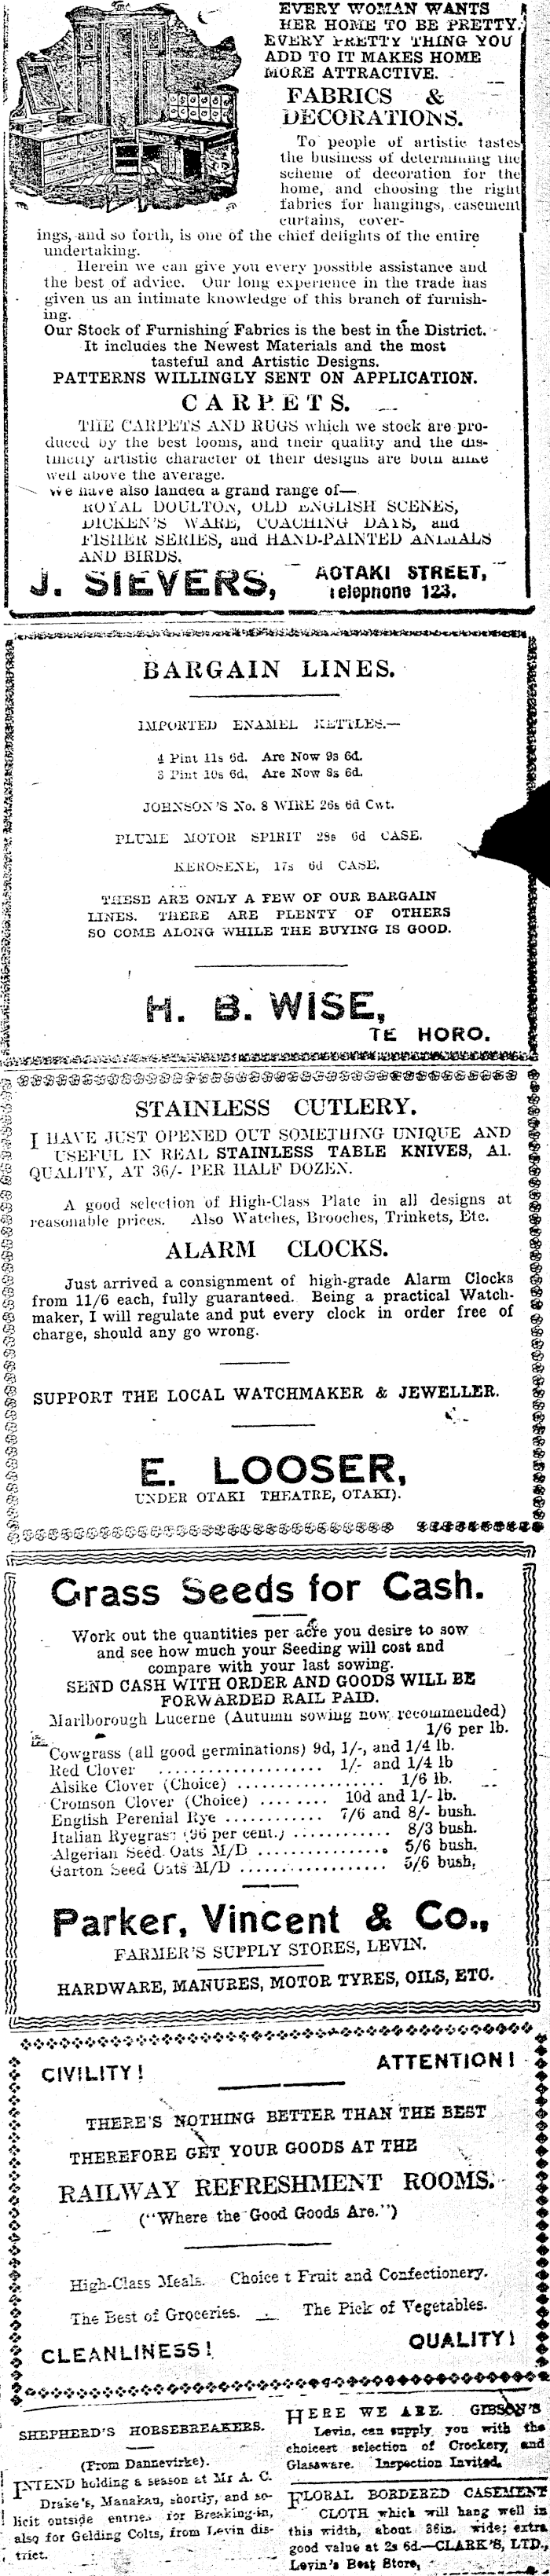 EVERY WOMAN WANTS
HER HOME TO BE PRETTY.
EVERY PRETTY THING YOU
ADD TO IT MAKES HOME
MORE ATTRACTIVE.
FABRICS &
DECORATIONS.
To people of artistic tastes
the business of determining the
scheme of decoration for the
home, and choosing the right
fabrics for hangings, casement
curtains, cover-
ings, and so forth, is one of the chief delights of the entire
undertaking.
Herein we can give you every possible assistance and
the best of advice. Our long experience in the trade has
given us an intimate knowledge of this branch of furnish-
ing.
Our Stock of Furnishing Fabrics is the best in the District.
It includes the Newest Materials and the most
tasteful and Artistic Designs.
PATTERNS WILLINGLY SENT ON APPLICATION.
CARPETS.
THE CARPETS AND RUGS which we stock are pro-
duced by the best looms, and their quality and the dis-
tinctly artistic character of their designs are both alike
well above the average.
We have also landed a grand range of—
ROYAL DOULTON, OLD ENGLISH SCENES,
DICKEN'S WARE, COACHING DAYS, and
FISHER SERIES, and HAND-PAINTED ANIMALS
AND BIRDS.
J. SIEVERS, AOTAKI STREET,
Telephone 123.
BARGAIN LINES.
IMPORTED ENAMEL KETTLES.—
4 Pint 11s 6d. Are Now 9s 6d.
3 Pint 10s 6d. Are Now 8s 6d.
JOHNSON'S No. 8 WIRE 26s 6d Cwt.
PLUME MOTOR SPIRIT 28s 6d CASE.
KEROSENE, 17s 6d CASE.
THESE ARE ONLY A FEW OF OUR BARGAIN
LINES. THERE ARE PLENTY OF OTHERS
SO COME ALONG WHILE THE BUYING IS GOOD.
H. B. WISE,
TE HORO.
STAINLESS CUTLERY.
I HAVE JUST OPENED OUT SOMETHING UNIQUE AND
USEFUL IN REAL STAINLESS TABLE KNIVES, A1.
QUALITY, AT 36/- PER HALF DOZEN.
A good selection of High-Class Plate in all designs at
reasonable prices. Also Watches, Brooches, Trinkets, Etc.
ALARM CLOCKS.
Just arrived a consignment of high-grade Alarm Clocks
from 11/6 each, fully guaranteed. Being a practical Watch-
maker, I will regulate and put every clock in order free of
charge, should any go wrong.
SUPPORT THE LOCAL WATCHMAKER & JEWELLER.
E. LOOSER,
UNDER OTAKI THEATRE, OTAKI).
Grass Seeds for Cash.
Work out the quantities per acre you desire to sow
and see how much your Seeding will cost and
compare with your last sowing.
SEND CASH WITH ORDER AND GOODS WILL BE
FORWARDED RAIL PAID.
Marlborough Lucerne (Autumn sowing now recommended)
1/6 per lb.
Cowgrass (all good germinations) 9d, 1/-, and 1/4 lb.
Red Clover .................... 1/- and 1/4 lb
Alsike Clover (Choice) .................. 1/6 lb.
Cromson Clover (Choice) ........ 10d and 1/- lb.
English Perenial Rye ............ 7/6 and 8/- bush.
Italian Ryegrass (96 per cent.) ............ 8/3 bush.
Algerian Seed Oats M/D ................ 5/6 bush.
Garton Seed Oats M/D .................. 5/6 bush.
Parker, Vincent & Co.,
FARMER'S SUPPLY STORES, LEVIN.
HARDWARE, MANURES, MOTOR TYRES, OILS, ETC.
CIVILITY! ATTENTION!
THERE'S NOTHING BETTER THAN THE BEST
THEREFORE GET YOUR GOODS AT THE
RAILWAY REFRESHMENT ROOMS.
("Where the Good Goods Are.")
High-Class Meals. Choice t Fruit and Confectionery.
The Best of Groceries. The Pick of Vegetables.
CLEANLINESS! QUALITY!
SHEPHERD'S HORSEBREAKERS.
(From Dannevirke).
INTEND holding a season at Mr A. C.
Drake's, Manakau, shortly, and so-
licit outside entries for Breaking-in,
also for Gelding Colts, from Levin dis-
trict.
HERE WE ARE. GIBSON'S
Levin, can supply you with the
choicest selection of Crockery and
Glassware. Inspection Invited.
FLORAL BORDERED CASEMENT
CLOTH which will hang well in
this width, about 36in. wide; extra
good value at 2s 6d.—CLARK'S, LTD.,
Levin's Best Store,